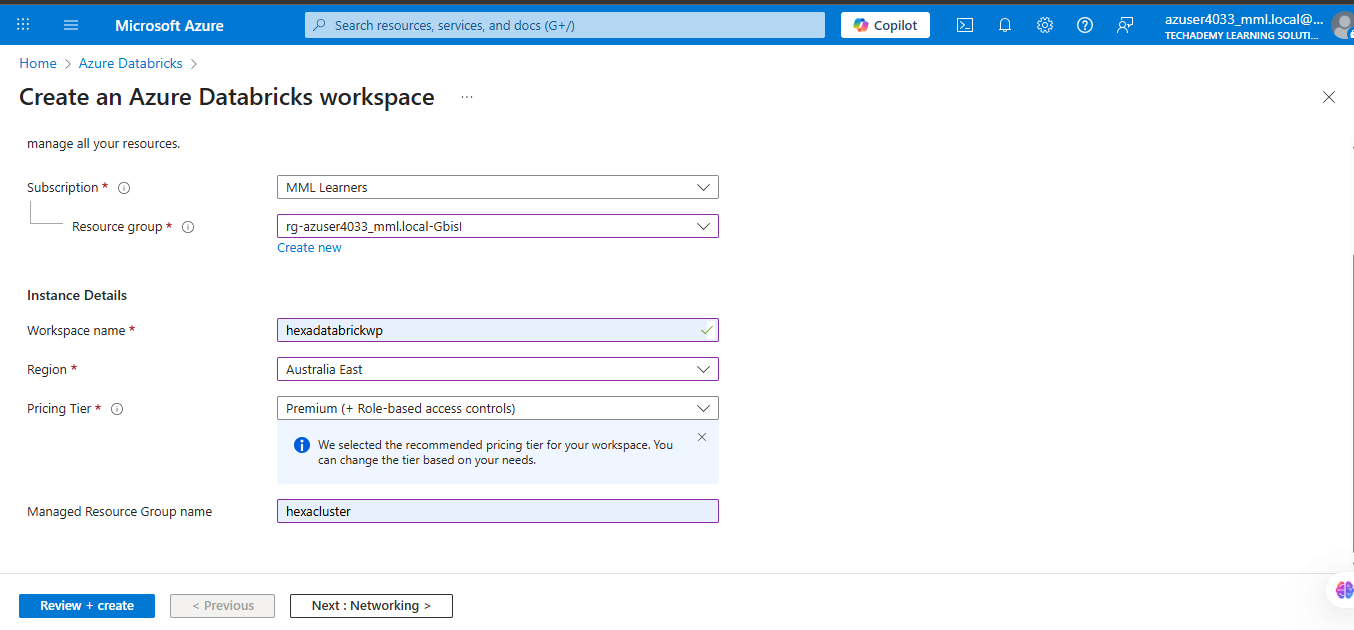 Microsoft Azure
Search resources, services, and docs (G+/)
Copilot
azuser4033_mml.local@...
TECHADEMY LEARNING SOLUTI...
Home > Azure Databricks >
Create an Azure Databricks workspace ...
manage all your resources.
Subscription *
MML Learners
Resource group *
rg-azuser4033_mml.local-GbisI
Create new
Instance Details
Workspace name *
hexadatabrickwp
Region *
Australia East
Pricing Tier *
Premium (+ Role-based access controls)
We selected the recommended pricing tier for your workspace. You
can change the tier based on your needs.
Managed Resource Group name
hexacluster
Review + create
< Previous
Next : Networking >